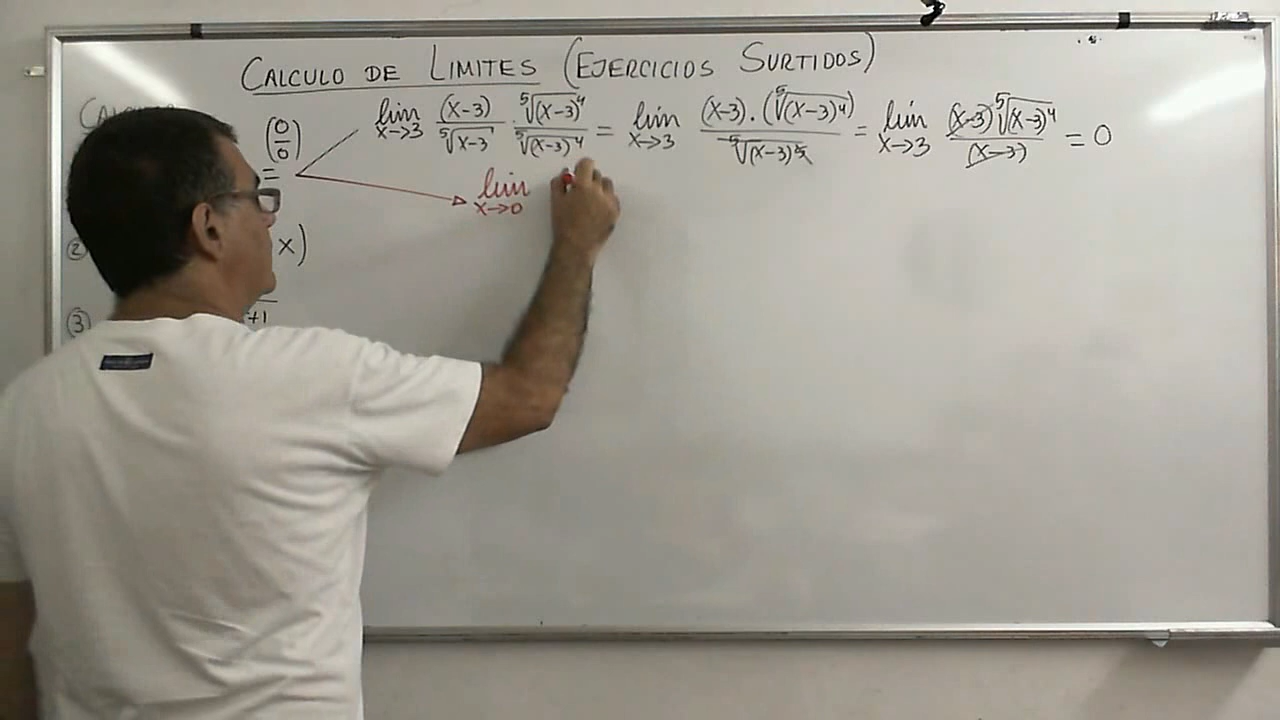 CALCULO DE LIMITES (EJERCICIOS SURTIDOS)
(0/0) = lim x→3 (x-3)/⁵√x-3 · ⁵√(x-3)⁴/⁵√(x-3)⁴ = lim x→3 (x-3).(⁵√(x-3)⁴)/⁵√(x-3)⁵ = lim x→3 (x-3)⁵√(x-3)⁴/(x-3) = 0
lim x→0
② x)
③ +1